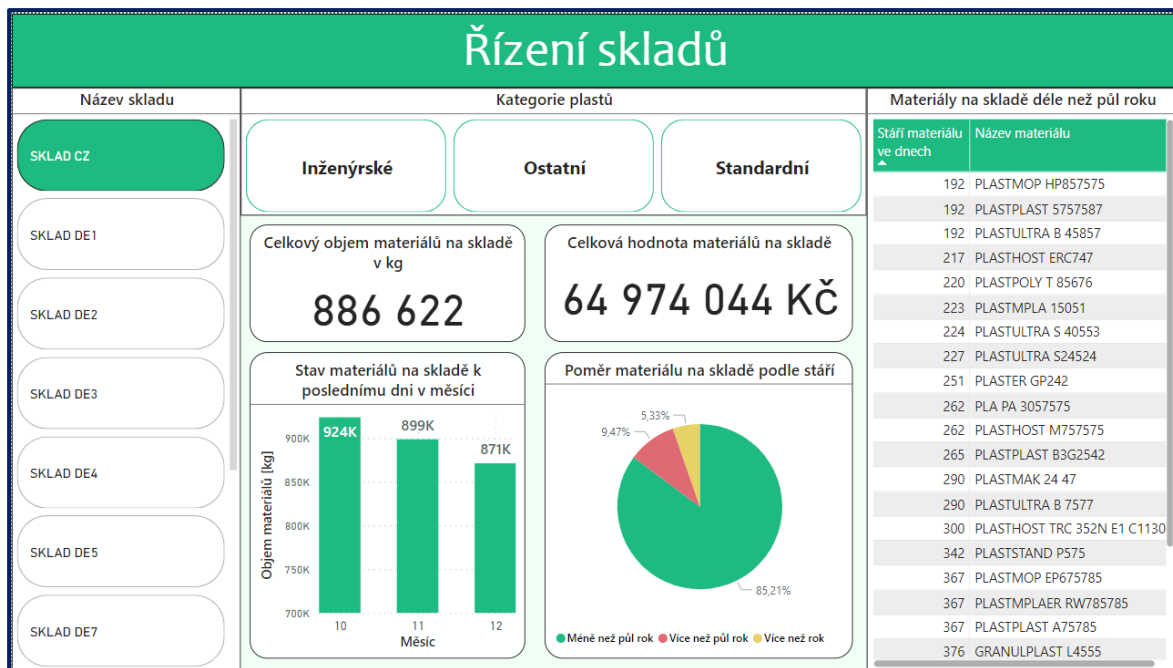 Řízení skladů
Název skladu
SKLAD CZ
SKLAD DE1
SKLAD DE2
SKLAD DE3
SKLAD DE4
SKLAD DE5
SKLAD DE7
Kategorie plastů
Inženýrské
Ostatní
Standardní
Celkový objem materiálů na skladě
v kg
886 622
Celková hodnota materiálů na skladě
64 974 044 Kč
Stav materiálů na skladě k
poslednímu dni v měsíci
Objem materiálů [kg]
900K
850K
800K
750K
700K
924K
899K
871K
10
11
12
Měsíc
Poměr materiálu na skladě podle stáří
5,33%
9,47%
85,21%
Méně než půl rok
Více než půl rok
Více než rok
Materiály na skladě déle než půl roku
Stáří materiálu
ve dnech
Název materiálu
192 PLASTMOP HP857575
192 PLASTPLAST 5757587
192 PLASTULTRA B 45857
217 PLASTHOST ERC747
220 PLASTPOLY T 85676
223 PLASTMPLA 15051
224 PLASTULTRA S 40553
227 PLASTULTRA S24524
251 PLASTER GP242
262 PLA PA 3057575
262 PLASTHOST M757575
265 PLASTPLAST B3G2542
290 PLASTMAK 24 47
290 PLASTULTRA B 7577
300 PLASTHOST TRC 352N E1 C1130
342 PLASTSTAND P575
367 PLASTMOP EP675785
367 PLASTMPLAER RW785785
367 PLASTPLAST A75785
376 GRANULPLAST L4555